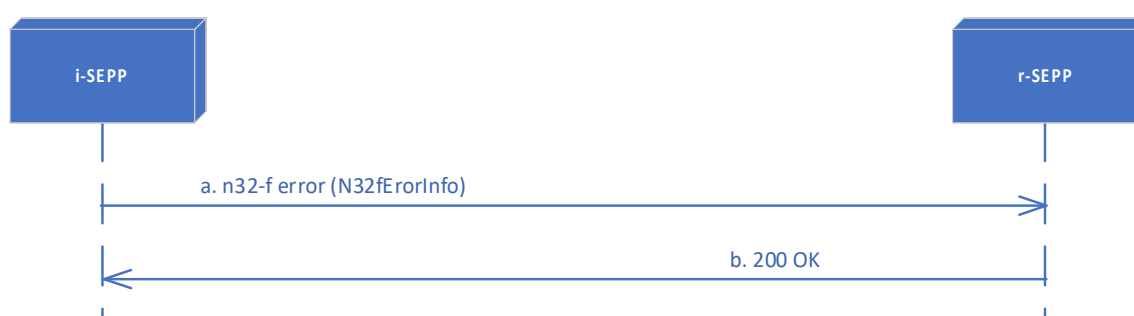 i-SEPP
r-SEPP
a. n32-f error (N32fErorInfo)
b. 200 OK